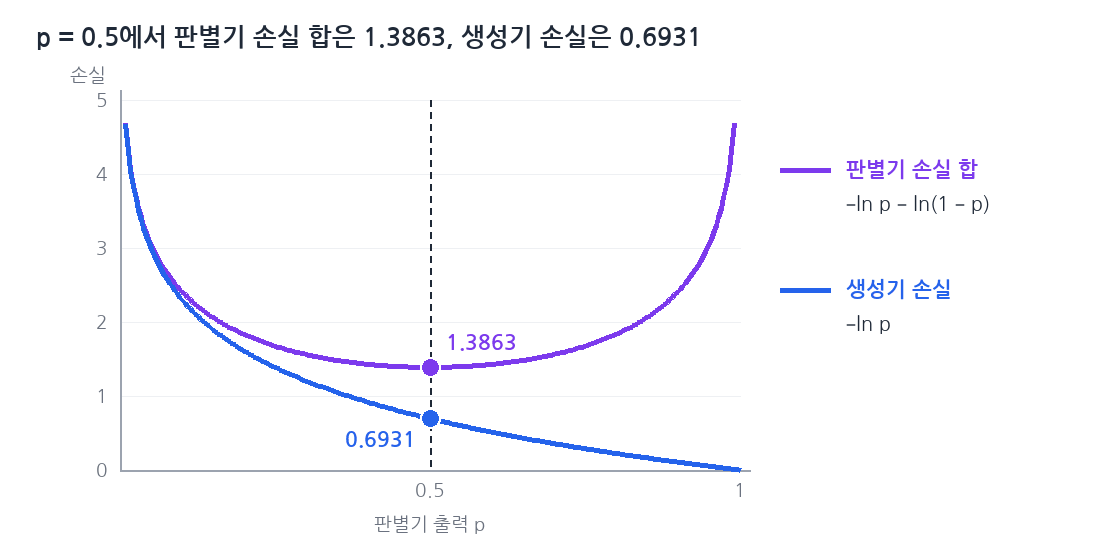 p = 0.5에서 판별기 손실 합은 1.3863, 생성기 손실은 0.6931
손실
5
4
3
2
1
0
1.3863
0.6931
0.5
1
판별기 출력 p
판별기 손실 합
−ln p − ln(1 − p)
생성기 손실
−ln p